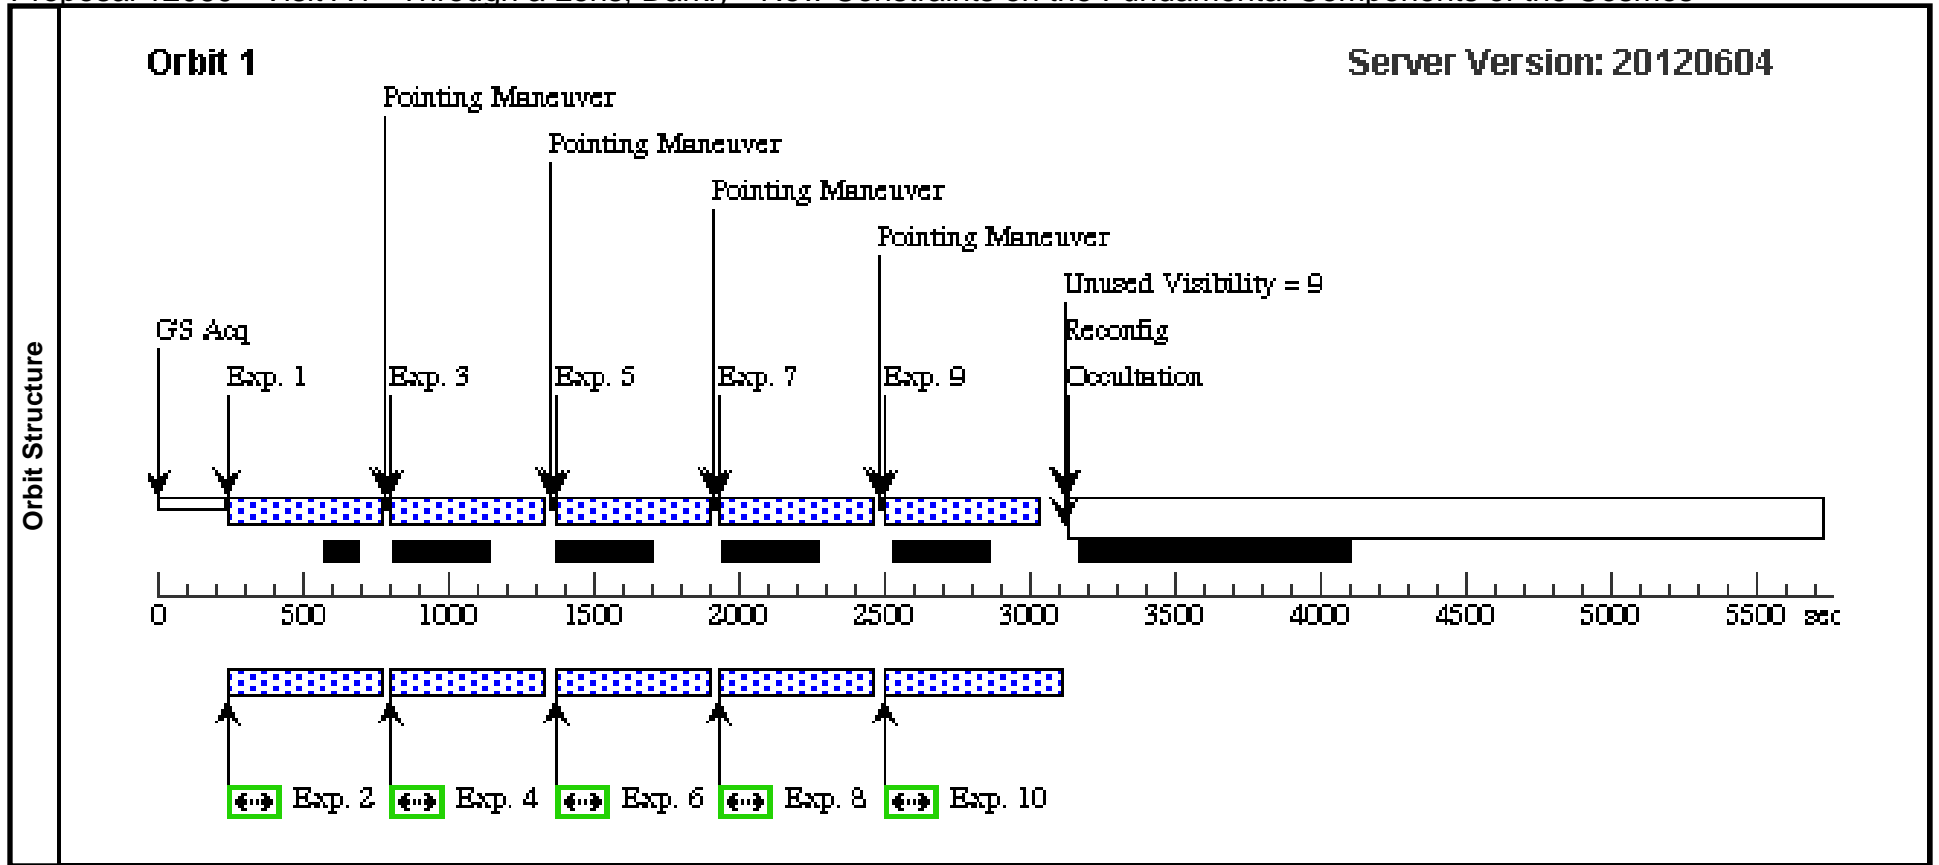 Orbit Structure
Orbit 1
Server Version: 20120604
Pointing Maneuver
Pointing Maneuver
Pointing Maneuver
Pointing Maneuver
Unused Visibility = 9
GS Acq
Reconfig
Exp. 1
Exp. 3
Exp. 5
Exp. 7
Exp. 9
Occultation
0 500 1000 1500 2000 2500 3000 3500 4000 4500 5000 5500 sec
Exp. 2
Exp. 4
Exp. 6
Exp. 8
Exp. 10